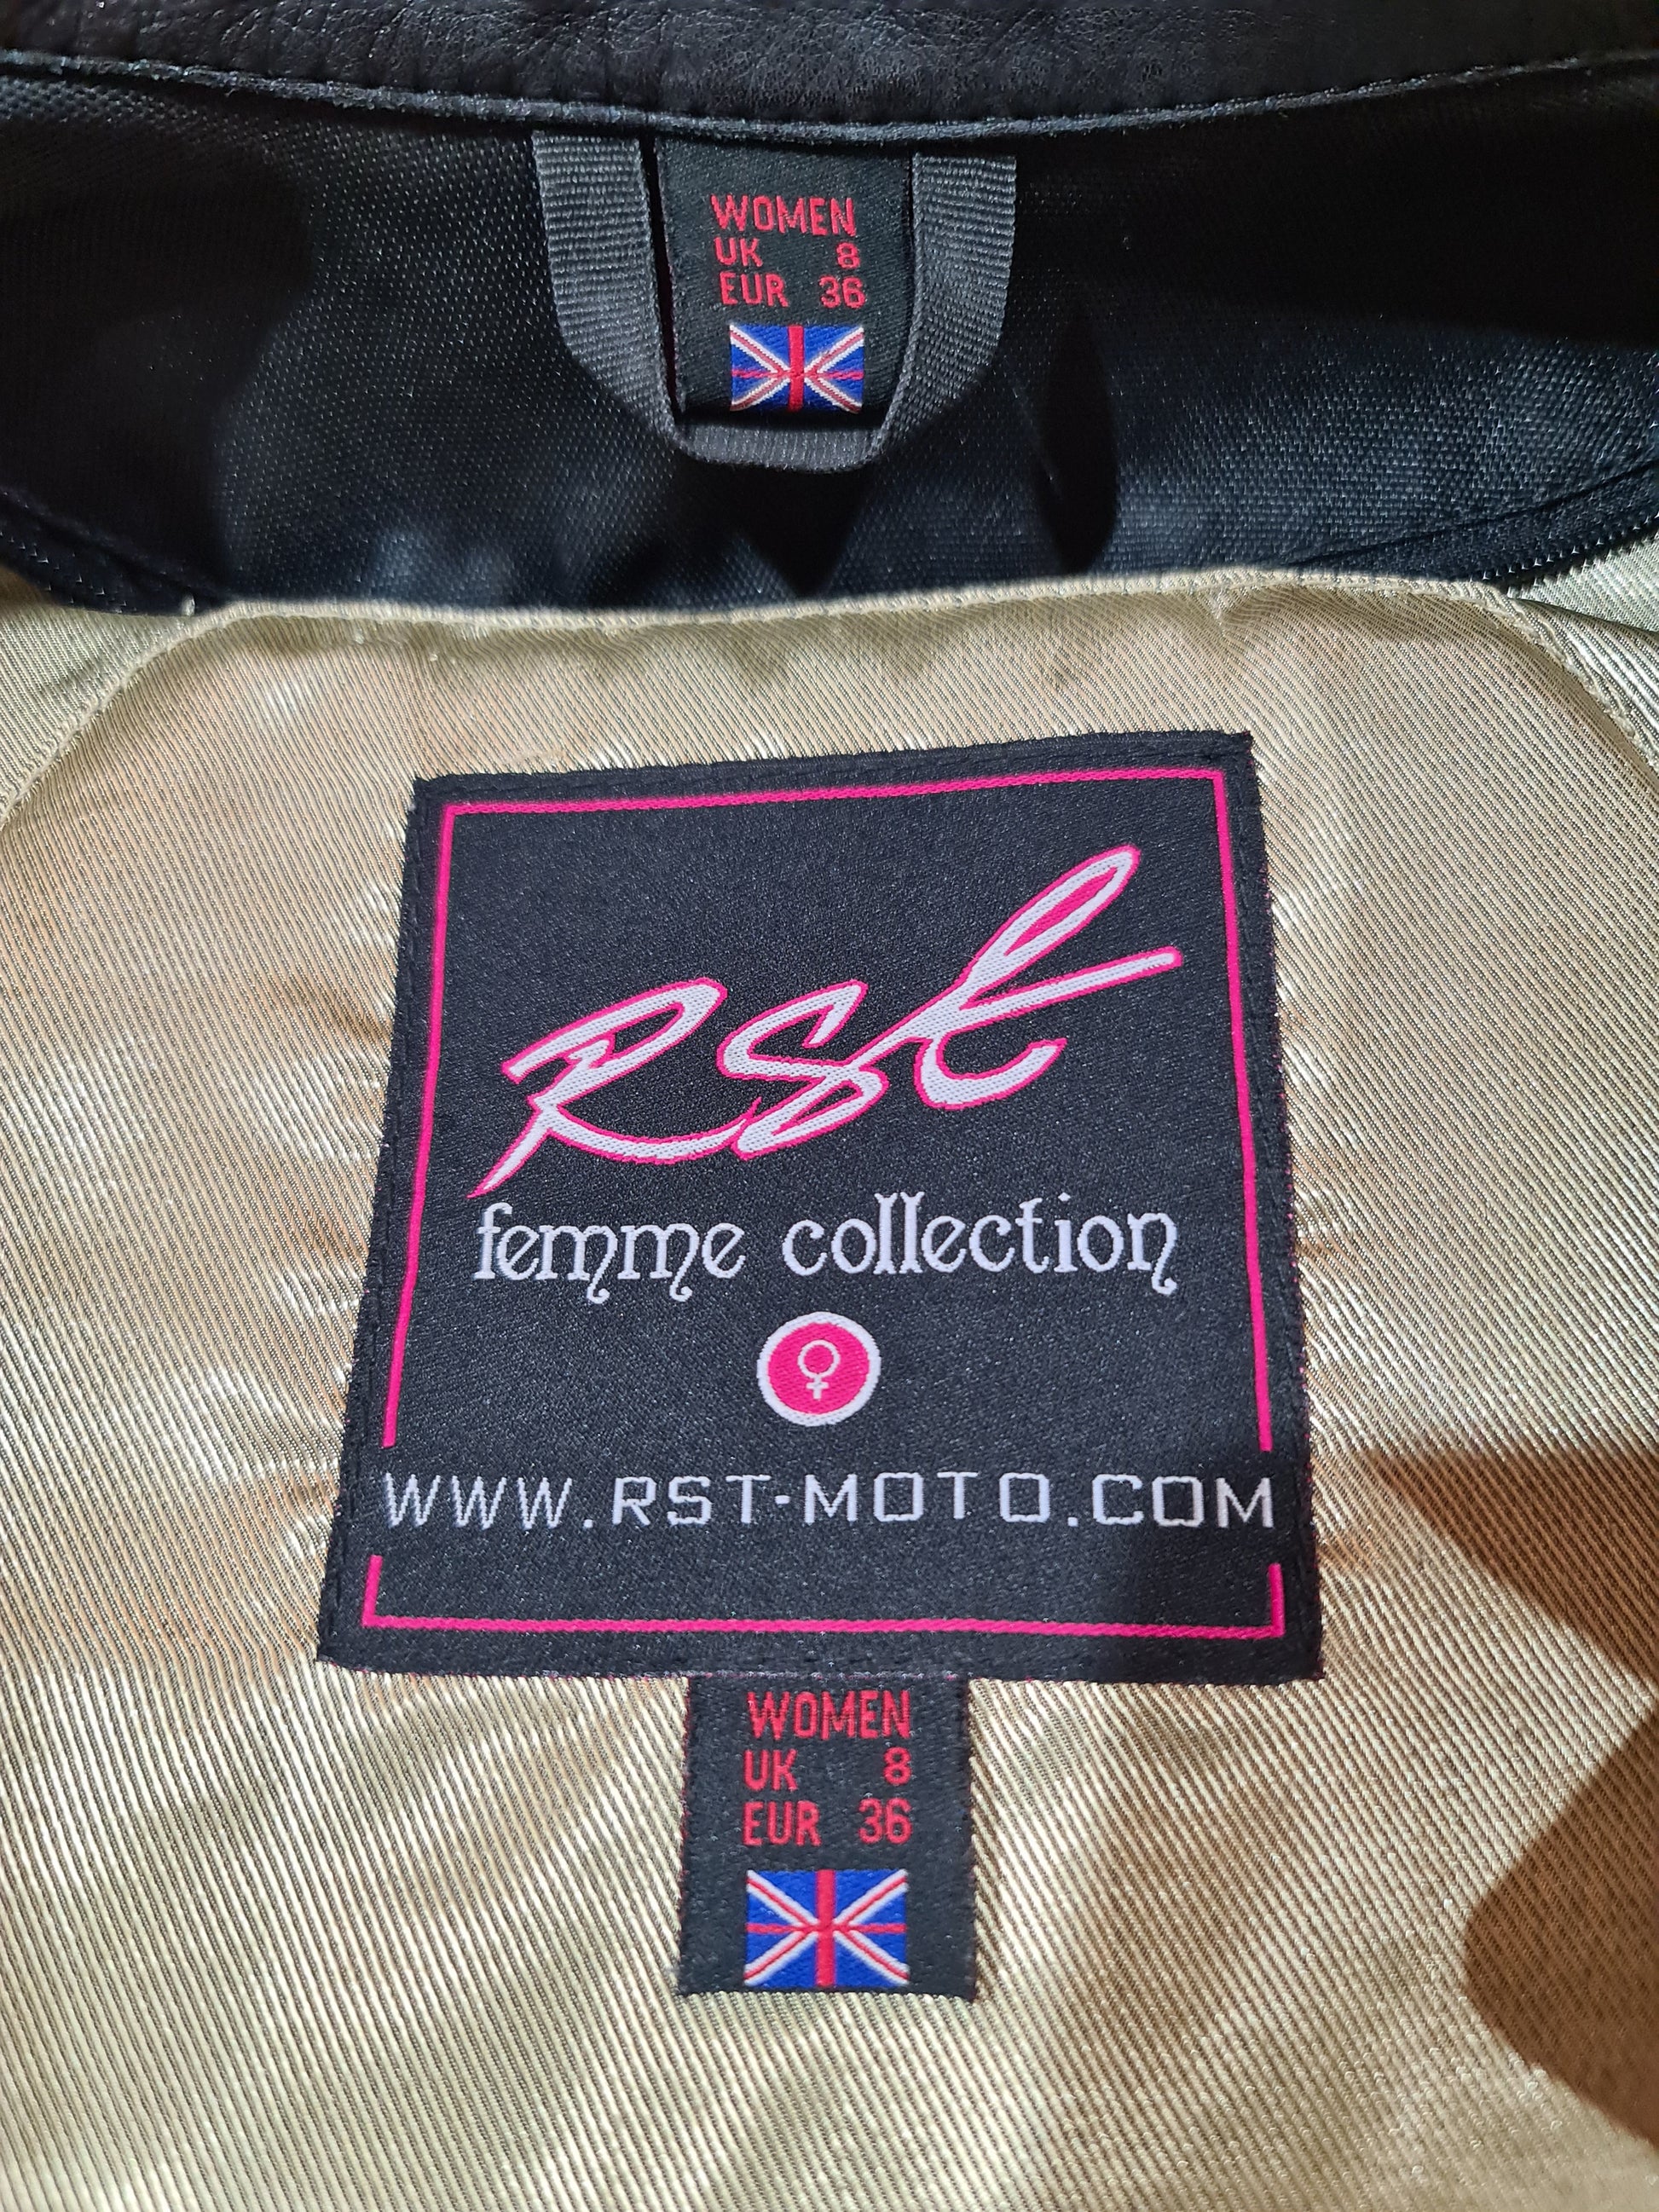 WOMEN
UK 8
EUR 36
Rst
femme collection
WWW.RST-MOTO.COM
WOMEN
UK 8
EUR 36